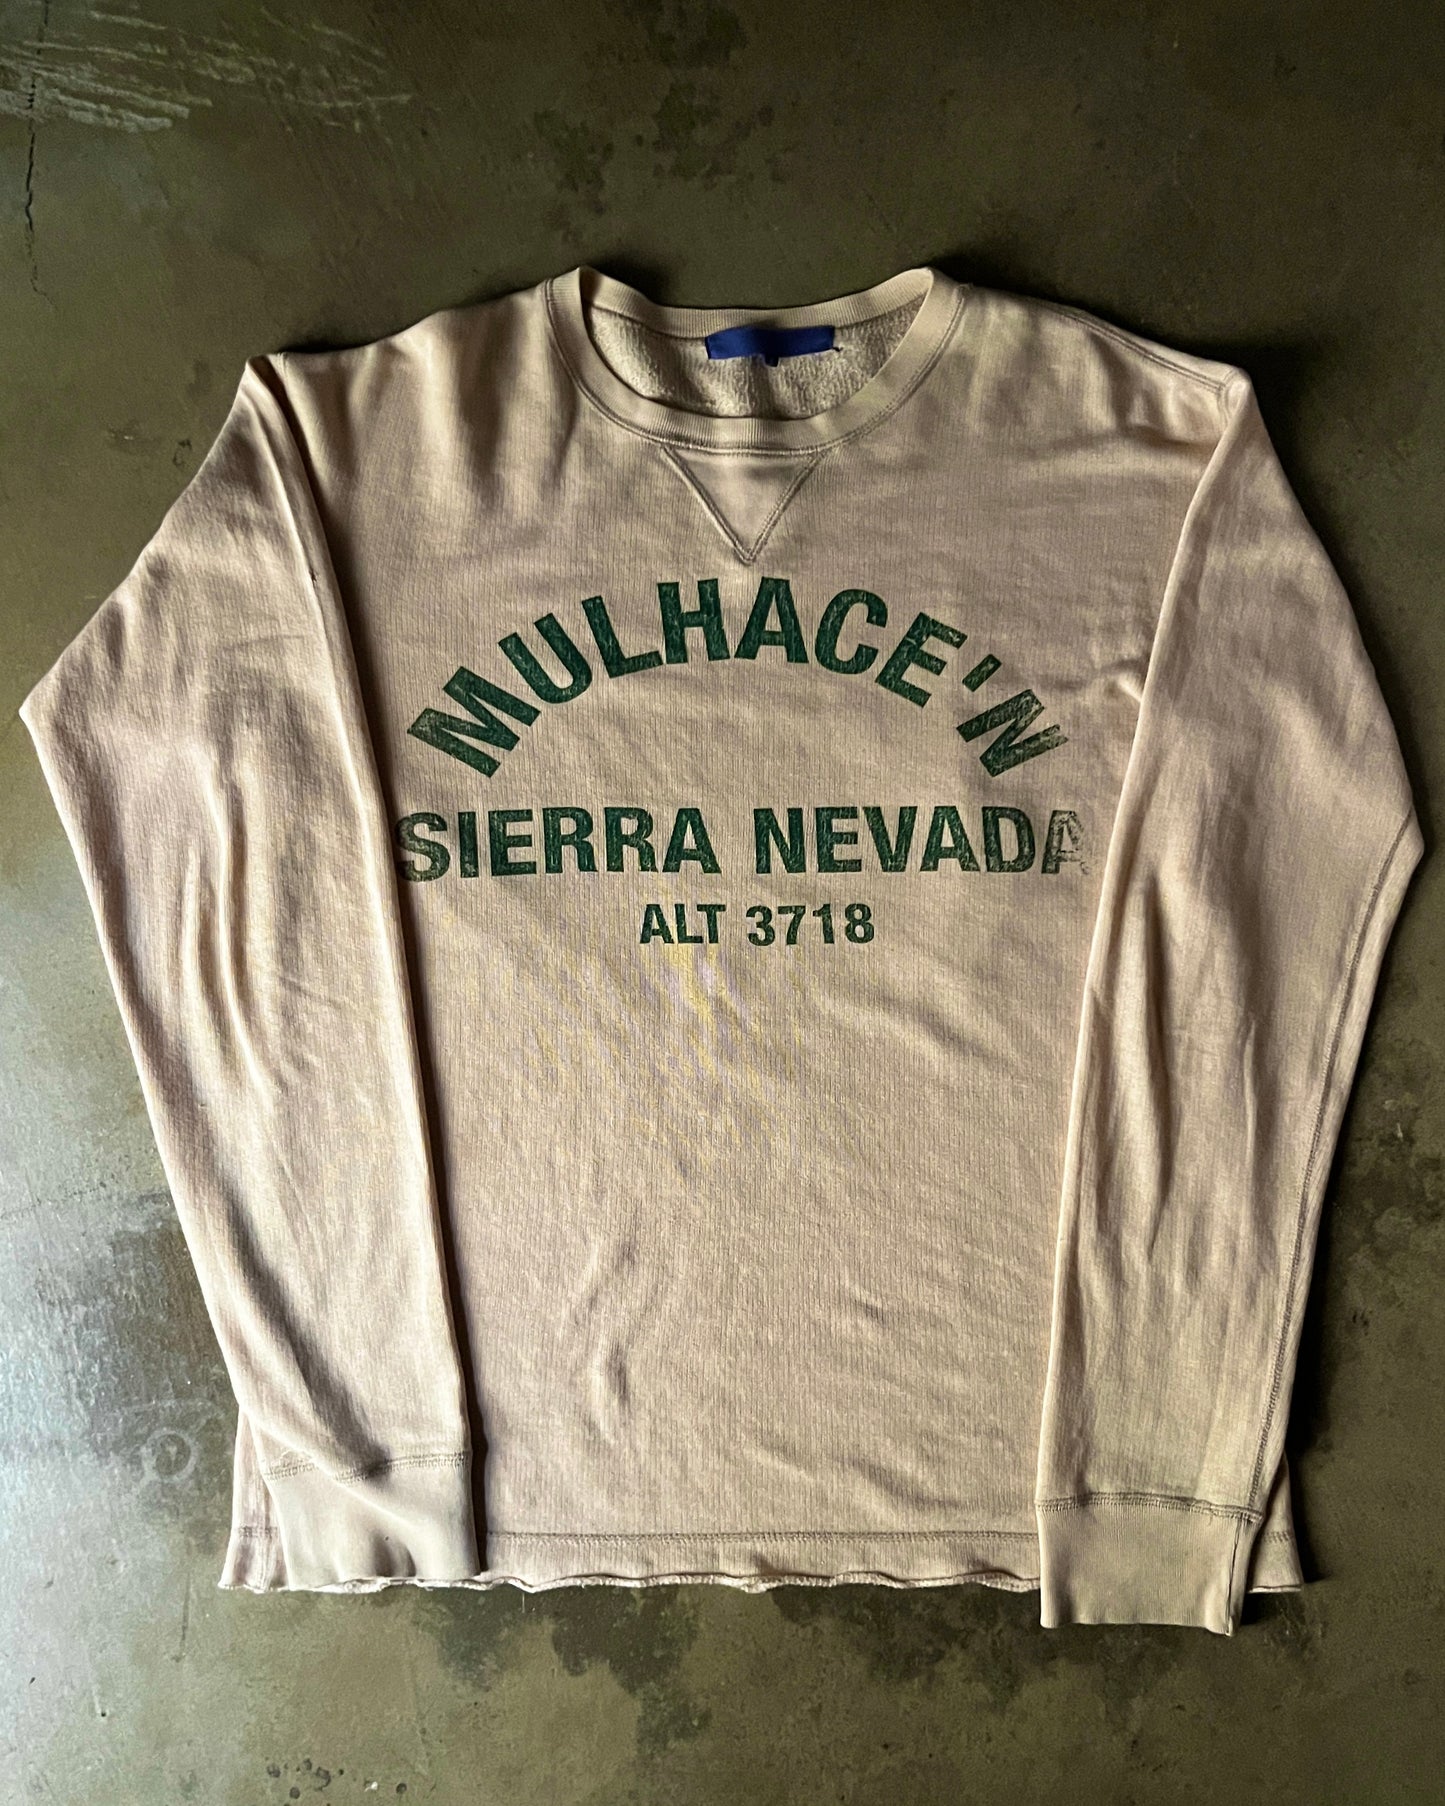 MULHACE'N
SIERRA NEVADA
ALT 3718